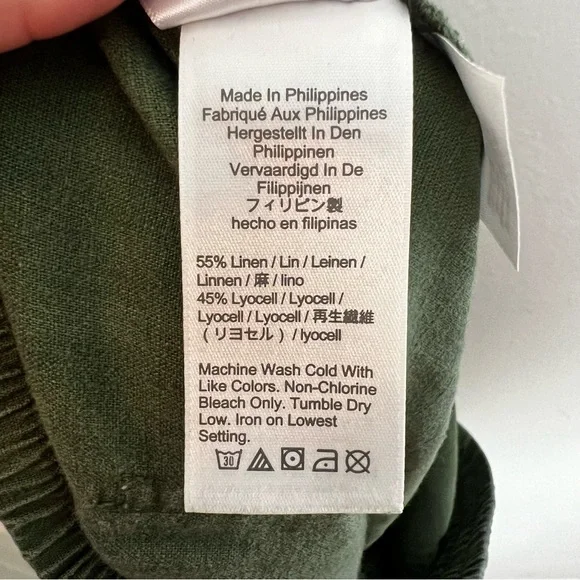 Made In Philippines
Fabriqué Aux Philippines
Hergestellt In Den
Philippinen
Vervaardigd In De
Filippijnen
フィリピン製
hecho en filipinas
55% Linen / Lin / Leinen /
Linnen / 麻 / lino
45% Lyocell / Lyocell /
Lyocell / Lyocell / 再生繊維
(リヨセル) / lyocell
Machine Wash Cold With
Like Colors. Non-Chlorine
Bleach Only. Tumble Dry
Low. Iron on Lowest
Setting.
30